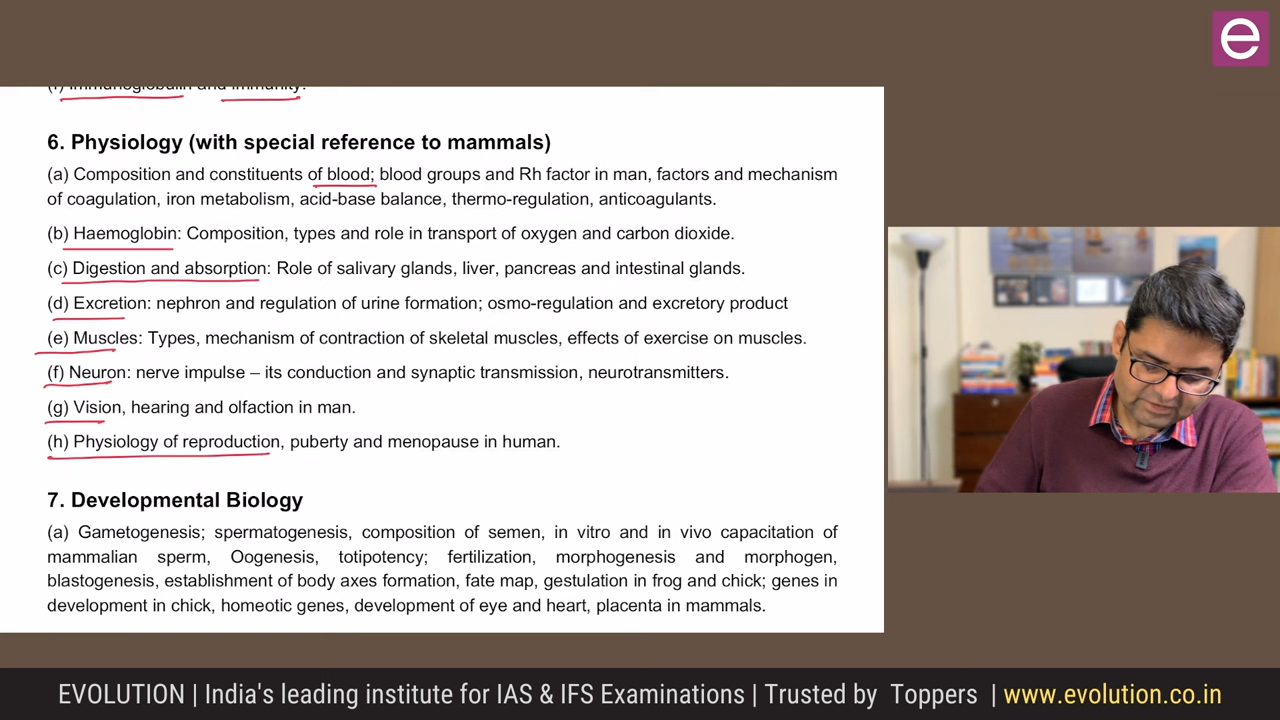 e
(f) Immunoglobulin and immunity.
6. Physiology (with special reference to mammals)
(a) Composition and constituents of blood; blood groups and Rh factor in man, factors and mechanism
of coagulation, iron metabolism, acid-base balance, thermo-regulation, anticoagulants.
(b) Haemoglobin: Composition, types and role in transport of oxygen and carbon dioxide.
(c) Digestion and absorption: Role of salivary glands, liver, pancreas and intestinal glands.
(d) Excretion: nephron and regulation of urine formation; osmo-regulation and excretory product
(e) Muscles: Types, mechanism of contraction of skeletal muscles, effects of exercise on muscles.
(f) Neuron: nerve impulse – its conduction and synaptic transmission, neurotransmitters.
(g) Vision, hearing and olfaction in man.
(h) Physiology of reproduction, puberty and menopause in human.
7. Developmental Biology
(a) Gametogenesis; spermatogenesis, composition of semen, in vitro and in vivo capacitation of
mammalian sperm, Oogenesis, totipotency; fertilization, morphogenesis and morphogen,
blastogenesis, establishment of body axes formation, fate map, gestulation in frog and chick; genes in
development in chick, homeotic genes, development of eye and heart, placenta in mammals.
EVOLUTION | India's leading institute for IAS & IFS Examinations | Trusted by Toppers | www.evolution.co.in